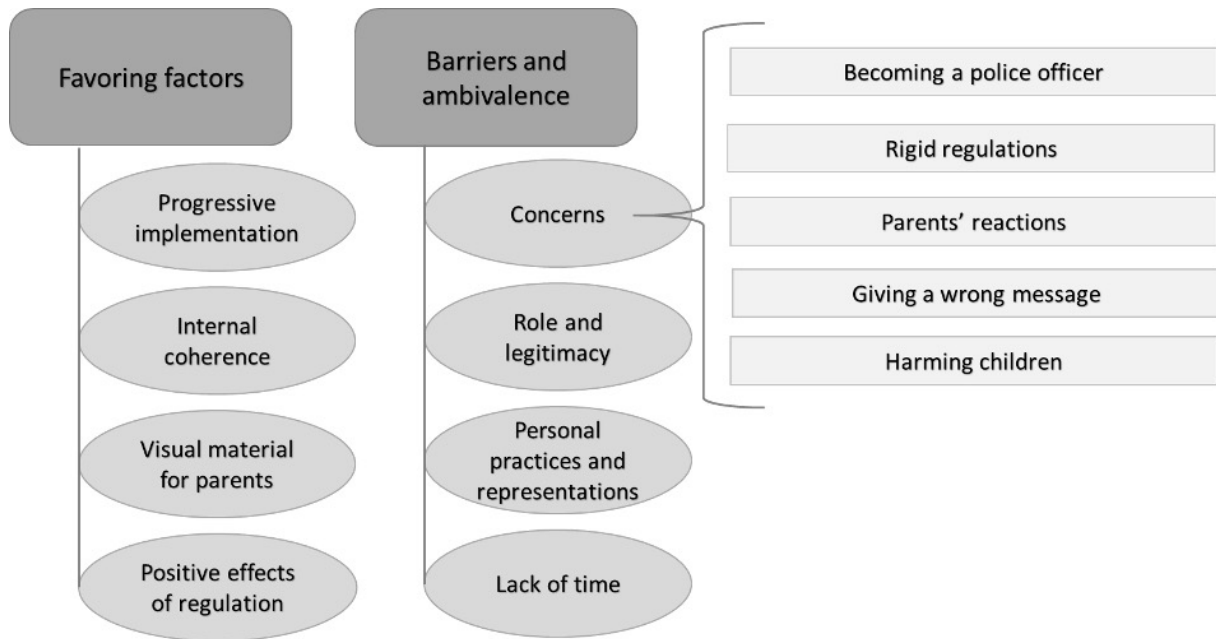 Favoring factors
Progressive
implementation
Internal
coherence
Visual material
for parents
Positive effects
of regulation
Barriers and
ambivalence
Concerns
Role and
legitimacy
Personal
practices and
representations
Lack of time
Becoming a police officer
Rigid regulations
Parents’ reactions
Giving a wrong message
Harming children